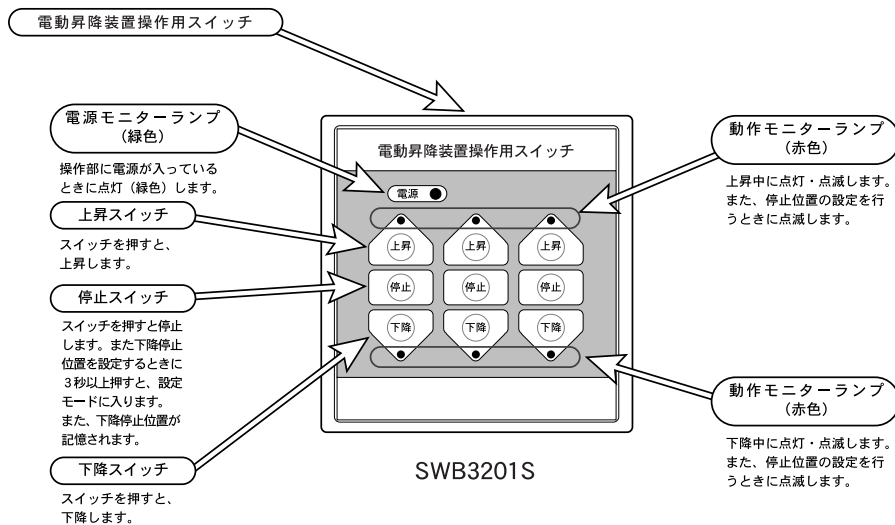 電動昇降装置操作用スイッチ
電源モニターランプ
（緑色）
操作部に電源が入っている
ときに点灯（緑色）します。
上昇スイッチ
スイッチを押すと、
上昇します。
停止スイッチ
スイッチを押すと停止
します。また下降停止
位置を設定するときに
３秒以上押すと、設定
モードに入ります。
また、下降停止位置が
記憶されます。
下降スイッチ
スイッチを押すと、
下降します。
電動昇降装置操作用スイッチ
電源
上昇 上昇 上昇
停止 停止 停止
下降 下降 下降
SWB3201S
動作モニターランプ
（赤色）
上昇中に点灯・点滅します。
また、停止位置の設定を行
うときに点滅します。
動作モニターランプ
（赤色）
下降中に点灯・点滅します。
また、停止位置の設定を行
うときに点滅します。